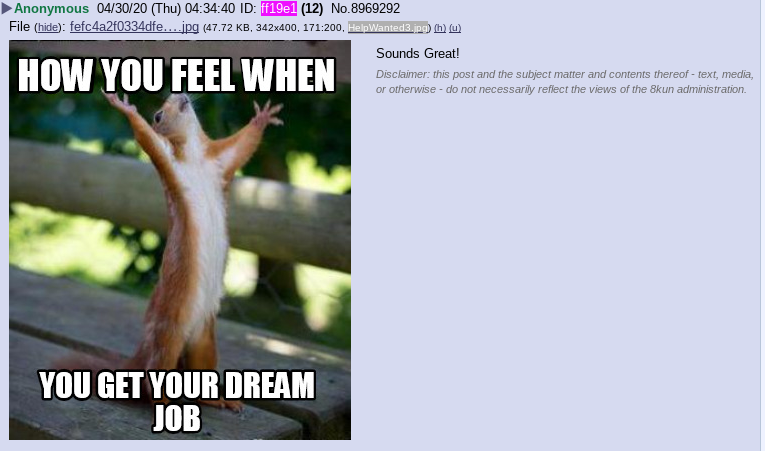 Anonymous 04/30/20 (Thu) 04:34:40 ID: ff19e1 (12) No.8969292
File (hide): fefc4a2f0334dfe….jpg (47.72 KB, 342x400, 171:200, HelpWanted3.jpg) (h) (u)
HOW YOU FEEL WHEN
YOU GET YOUR DREAM
JOB
Sounds Great!
Disclaimer: this post and the subject matter and contents thereof - text, media,
or otherwise - do not necessarily reflect the views of the 8kun administration.